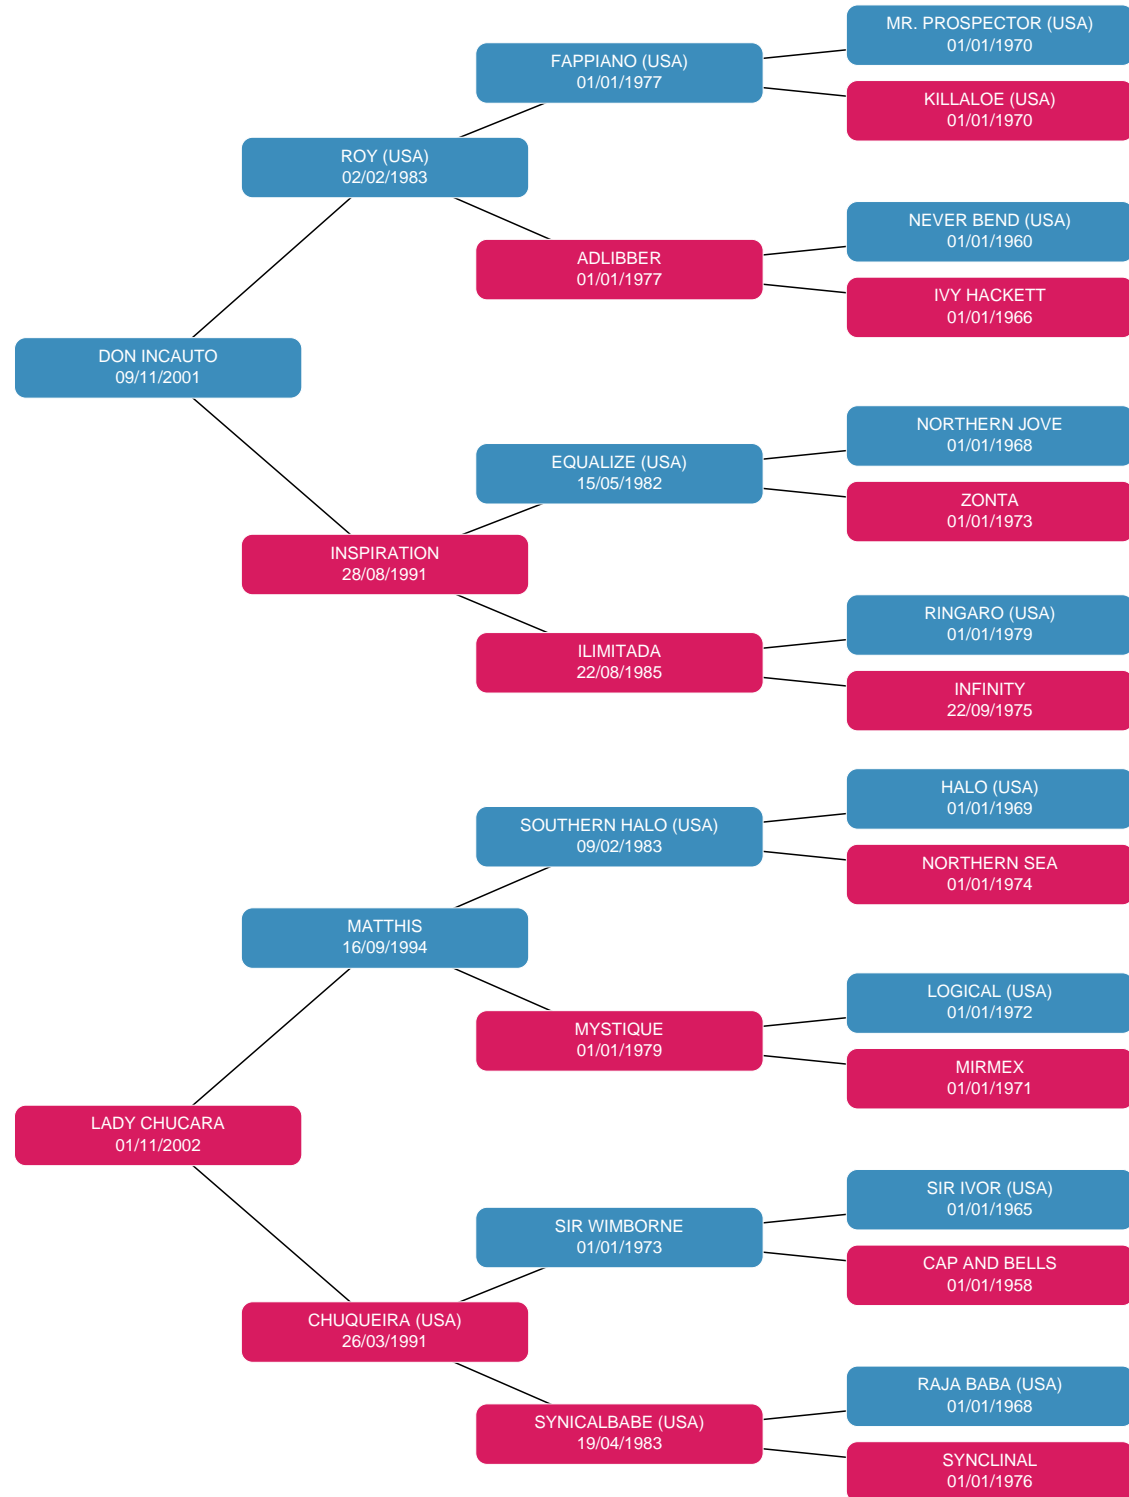 MR. PROSPECTOR (USA)
01/01/1970
FAPPIANO (USA)
01/01/1977
KILLALOE (USA)
01/01/1970
ROY (USA)
02/02/1983
NEVER BEND (USA)
01/01/1960
ADLIBBER
01/01/1977
IVY HACKETT
01/01/1966
DON INCAUTO
09/11/2001
NORTHERN JOVE
01/01/1968
EQUALIZE (USA)
15/05/1982
ZONTA
01/01/1973
INSPIRATION
28/08/1991
RINGARO (USA)
01/01/1979
ILIMITADA
22/08/1985
INFINITY
22/09/1975
HALO (USA)
01/01/1969
SOUTHERN HALO (USA)
09/02/1983
NORTHERN SEA
01/01/1974
MATTHIS
16/09/1994
LOGICAL (USA)
01/01/1972
MYSTIQUE
01/01/1979
MIRMEX
01/01/1971
LADY CHUCARA
01/11/2002
SIR IVOR (USA)
01/01/1965
SIR WIMBORNE
01/01/1973
CAP AND BELLS
01/01/1958
CHUQUEIRA (USA)
26/03/1991
RAJA BABA (USA)
01/01/1968
SYNICALBABE (USA)
19/04/1983
SYNCLINAL
01/01/1976